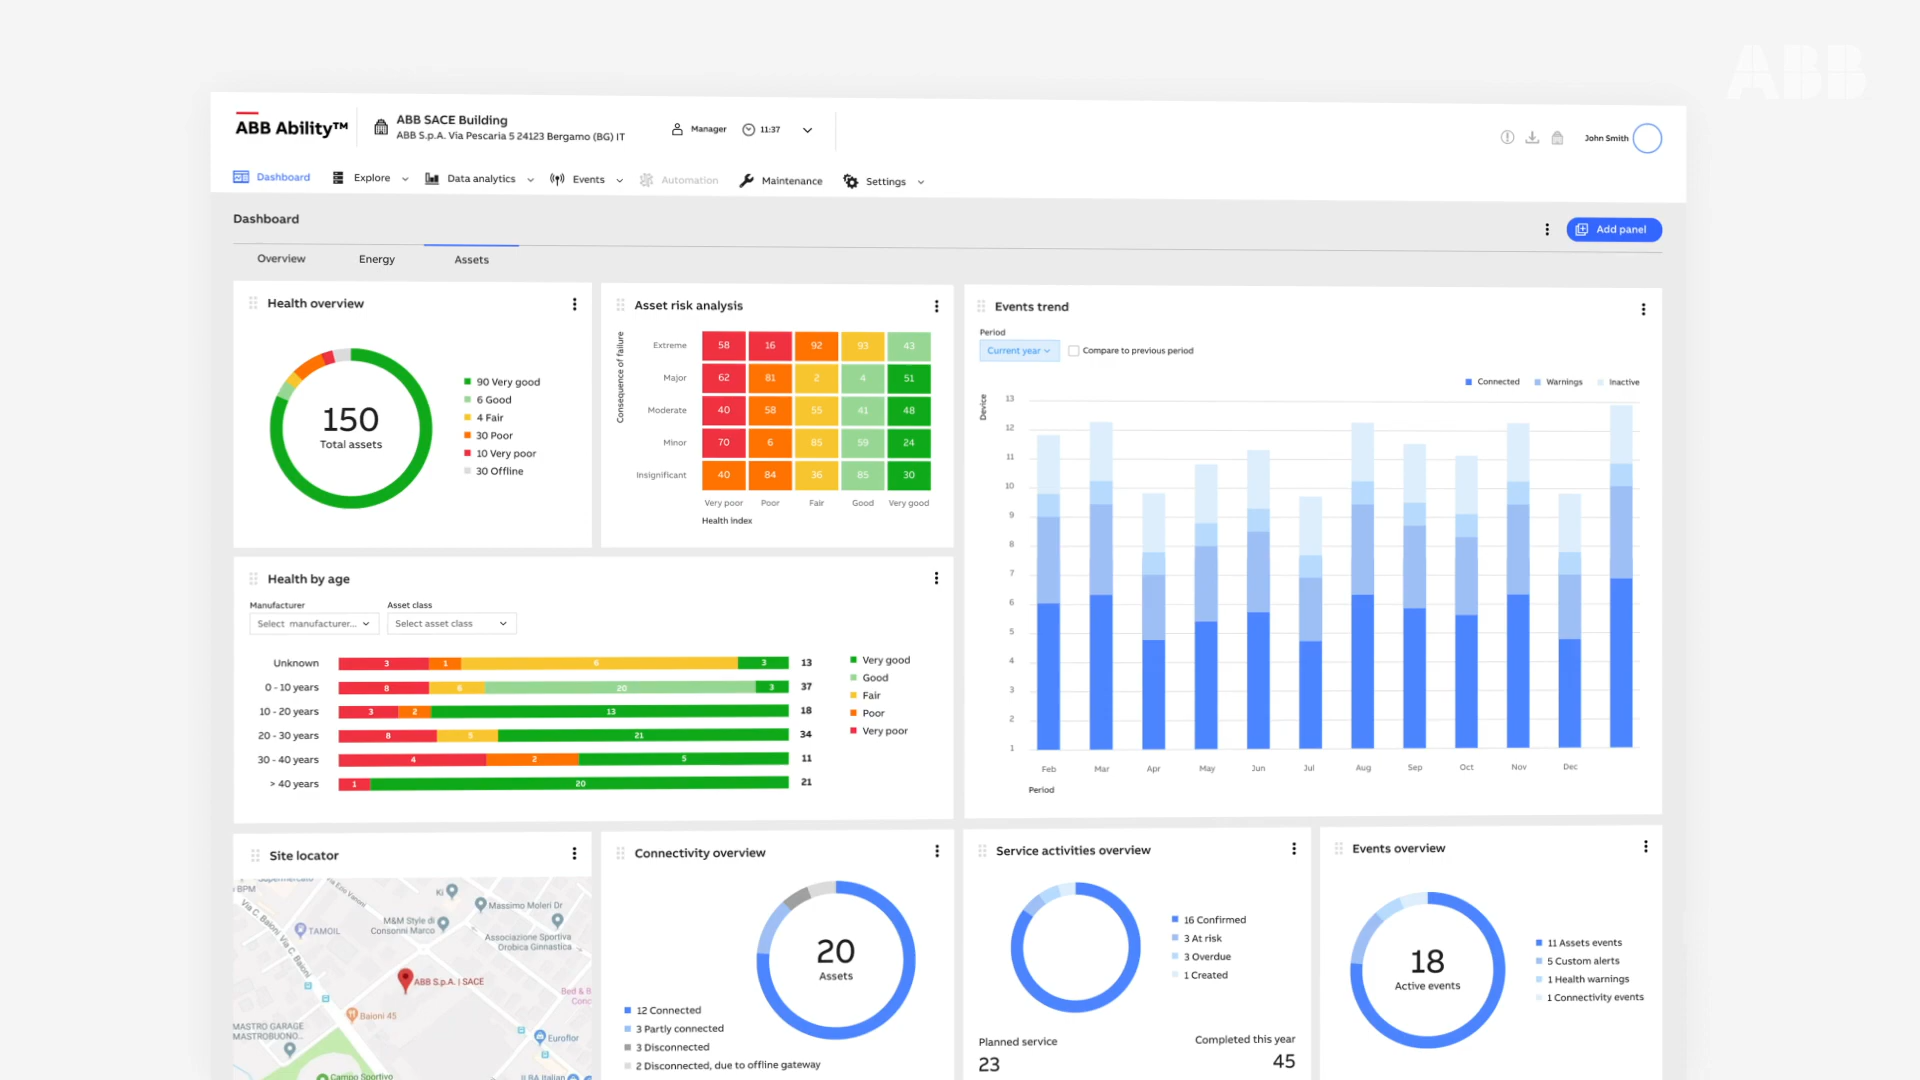 ABB
ABB Ability™
ABB SACE Building
ABB S.p.A. Via Pescaria 5 24123 Bergamo (BG) IT
Manager
11:37
John Smith
Dashboard
Explore
Data analytics
Events
Automation
Maintenance
Settings
Dashboard
Add panel
Overview
Energy
Assets
Health overview
150
Total assets
90 Very good
6 Good
4 Fair
30 Poor
10 Very poor
30 Offline
Asset risk analysis
Consequence of failure
Extreme 58 16 92 93 43
Major 62 81 2 4 51
Moderate 40 58 55 41 48
Minor 70 6 85 59 24
Insignificant 40 84 36 85 30
Very poor Poor Fair Good Very good
Health index
Events trend
Period
Current year
Compare to previous period
Connected Warnings Inactive
Device
13
12
11
10
9
8
7
6
5
4
3
2
1
Feb Mar Apr May Jun Jul Aug Sep Oct Nov Dec
Period
Health by age
Manufacturer
Select manufacturer...
Asset class
Select asset class
Unknown 3 1 6 3 13
0 - 10 years 8 6 20 3 37
10 - 20 years 3 2 13 18
20 - 30 years 8 5 21 34
30 - 40 years 4 2 5 11
> 40 years 1 20 21
Very good
Good
Fair
Poor
Very poor
Site locator
BPM
Via C. Baioni
Via C. Baioni
Ki
Massimo Moleri Dr
TAMOIL
M&M Style di
Consonni Marco
Associazione Sportiva
Orobica Ginnastica
ABB S.p.A. | SACE
Bed & B
Conc
Baioni 45
MASTRO GARAGE
MASTROBUONO...
Euroflor
Campo Sportivo
Connectivity overview
20
Assets
12 Connected
3 Partly connected
3 Disconnected
2 Disconnected, due to offline gateway
Service activities overview
16 Confirmed
3 At risk
3 Overdue
1 Created
Planned service
23
Completed this year
45
Events overview
18
Active events
11 Assets events
5 Custom alerts
1 Health warnings
1 Connectivity events